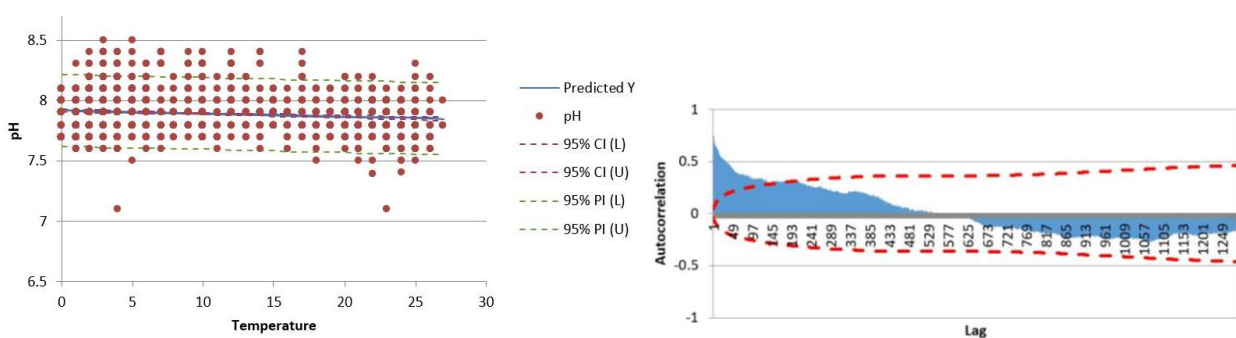 8.5
8
7.5
7
6.5
pH
0 5 10 15 20 25 30
Temperature
Predicted Y
pH
95% CI (L)
95% CI (U)
95% PI (L)
95% PI (U)
1
0.5
0
-0.5
-1
Autocorrelation
1 49 97 145 193 241 289 337 385 433 481 529 577 625 673 721 769 817 865 913 961 1009 1057 1105 1153 1201 1249
Lag